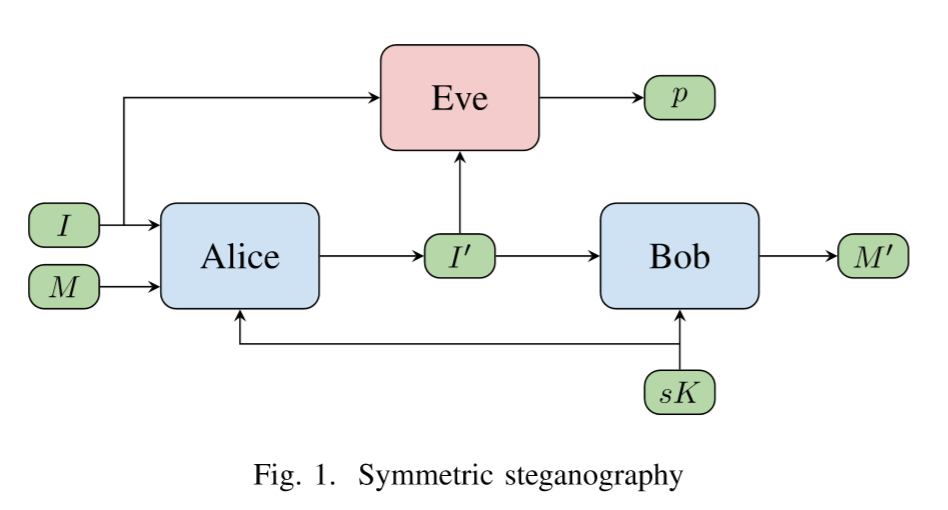 Eve
p
I
M
Alice
I′
Bob
M′
sK
Fig. 1. Symmetric steganography